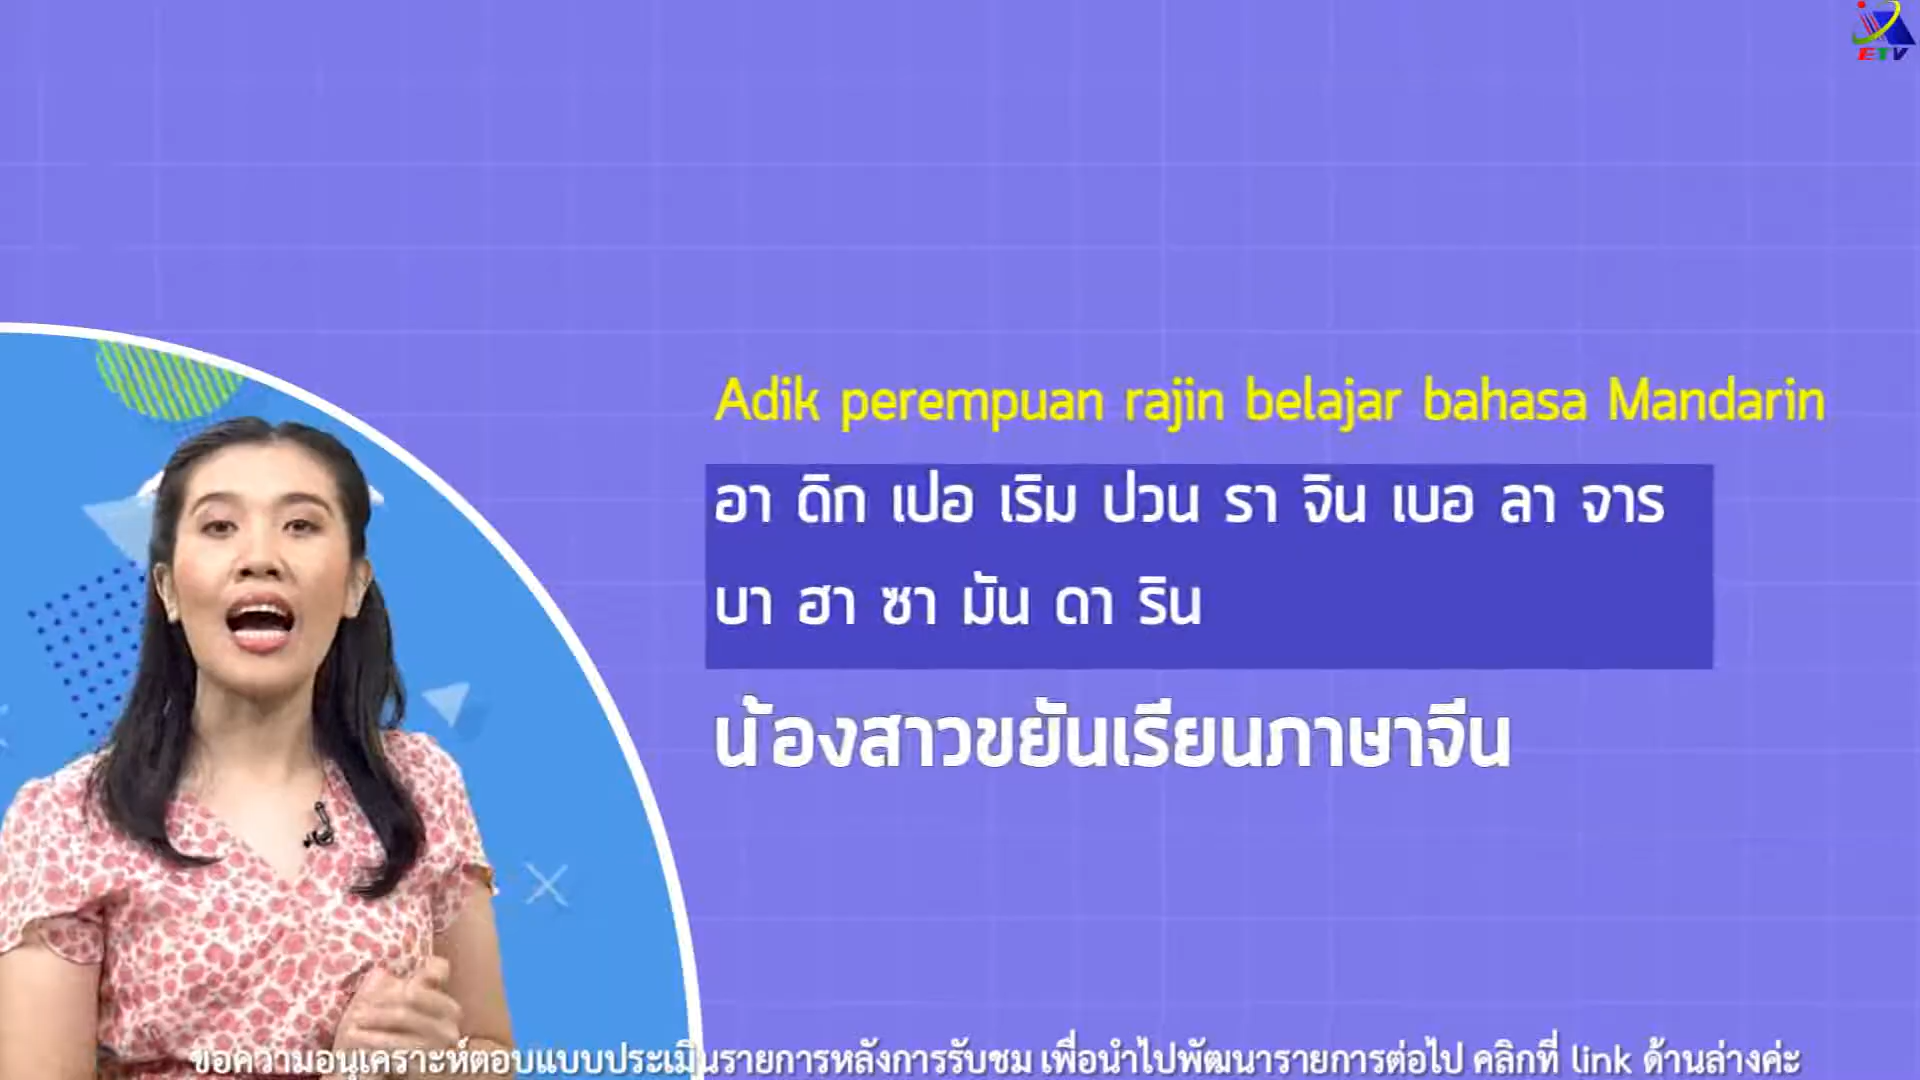 ETV
Adik perempuan rajin belajar bahasa Mandarin
อา ดิก เปอ เริม ปวน รา จิน เบอ ลา จาร
บา ฮา ซา มัน ดา ริน
น้องสาวขยันเรียนภาษาจีน
ขอความอนุเคราะห์ตอบแบบประเมินรายการหลังการรับชม เพื่อนำไปพัฒนารายการต่อไป คลิกที่ link ด้านล่างค่ะ